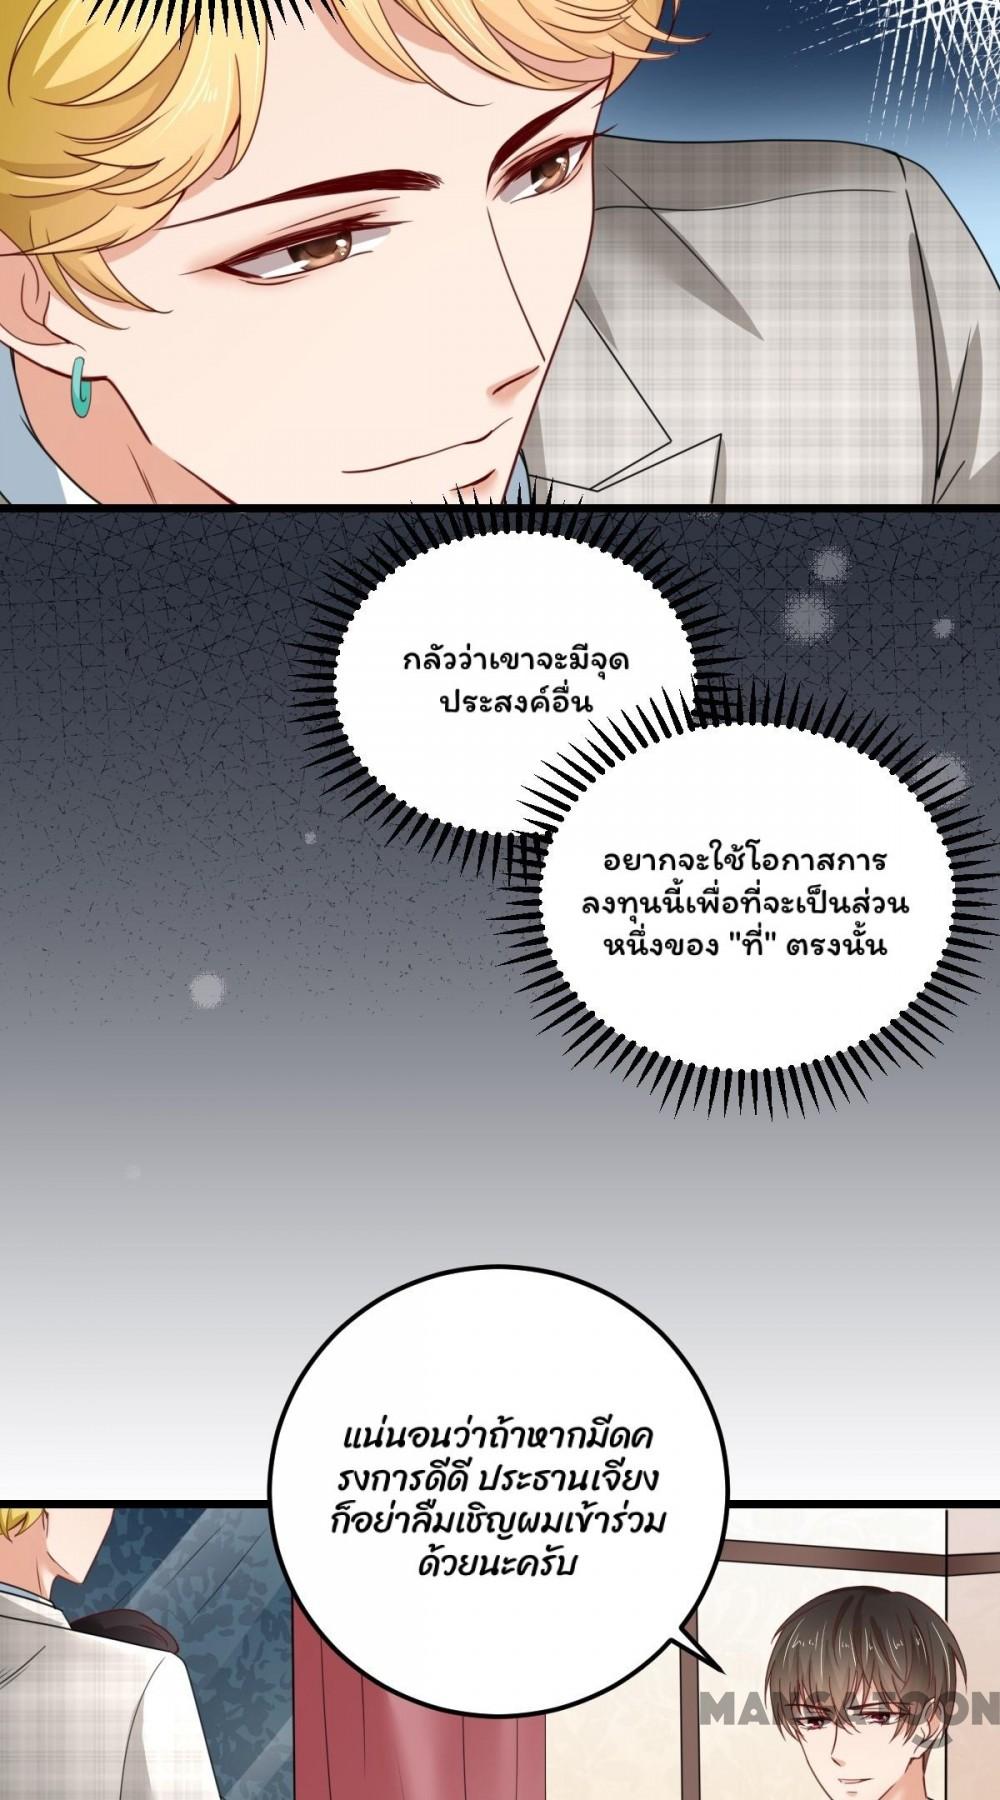 กลัวว่าเขาจะมีจุด
ประสงค์อื่น
อยากจะใช้โอกาสการ
ลงทุนนี้เพื่อที่จะเป็นส่วน
หนึ่งของ "ที่" ตรงนั้น
แน่นอนว่าถ้าหากมีดค
รงการดีดี ประธานเจียง
ก็อย่าลืมเชิญผมเข้าร่วม
ด้วยนะครับ
MANGATOON